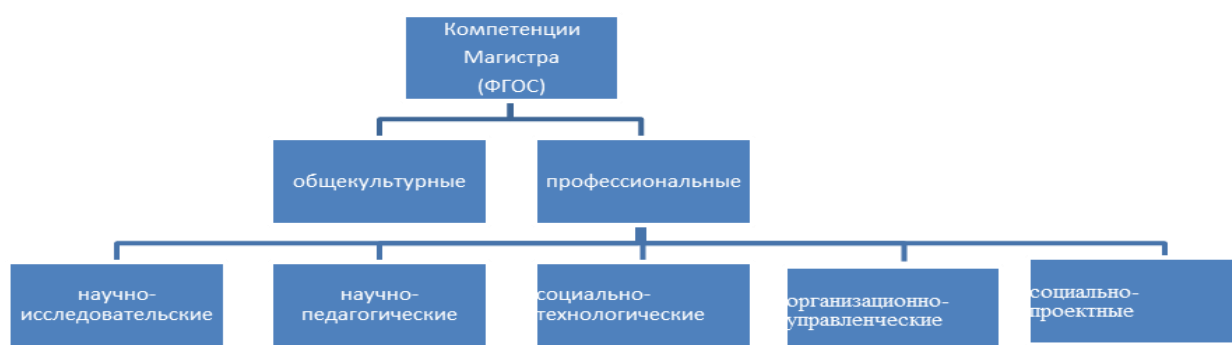 Компетенции
Магистра
(ФГОС)
общекультурные
профессиональные
научно-
исследовательские
научно-
педагогические
социально-
технологические
организационно-
управленческие
социально-
проектные